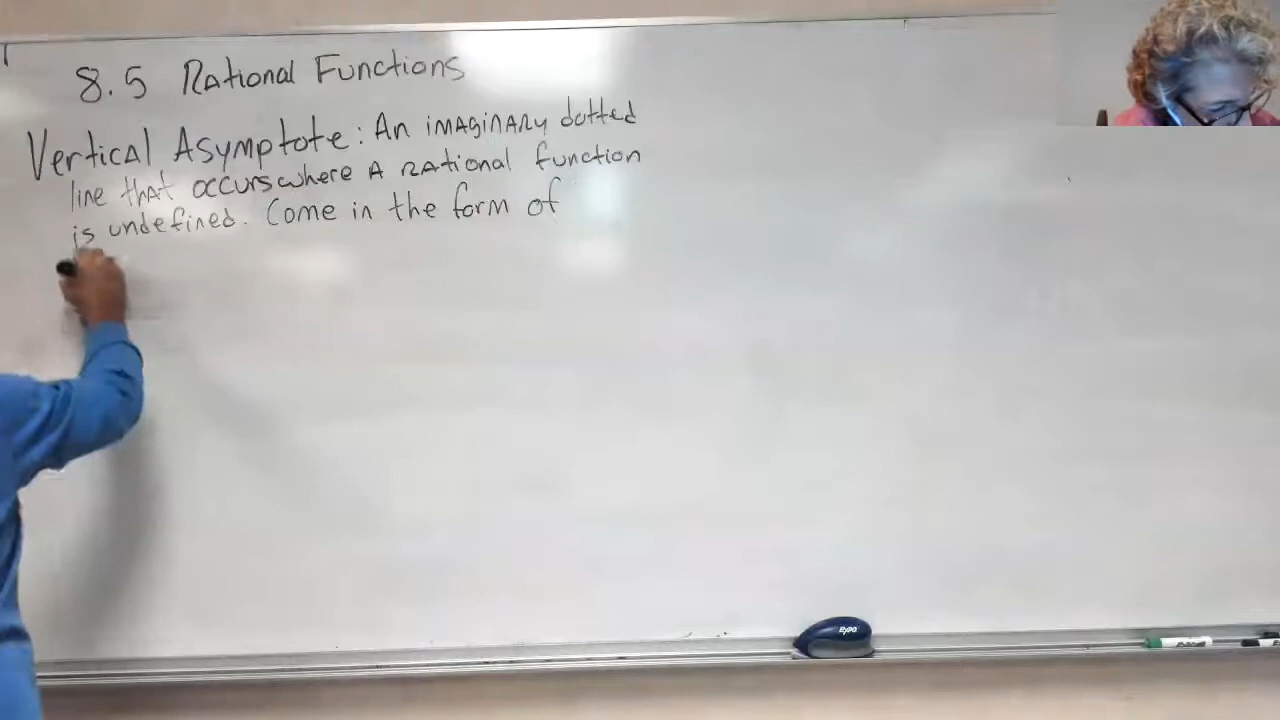 8.5 Rational Functions
Vertical Asymptote: An imaginary dotted
line that occurs where a rational function
is undefined. Come in the form of
EXPO